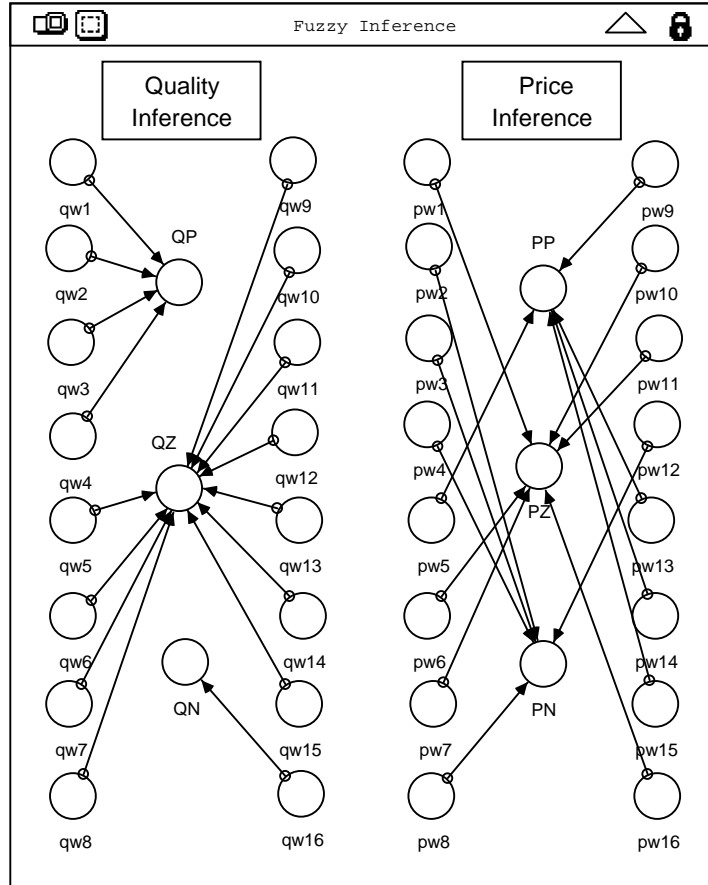 Fuzzy Inference
Quality
Inference
Price
Inference
qw1
qw9
pw1
pw9
QP
PP
qw2
qw10
pw2
pw10
qw3
qw11
pw3
pw11
QZ
qw4
qw12
pw4
pw12
PZ
qw5
qw13
pw5
pw13
qw6
qw14
pw6
pw14
QN
PN
qw7
qw15
pw7
pw15
qw8
qw16
pw8
pw16